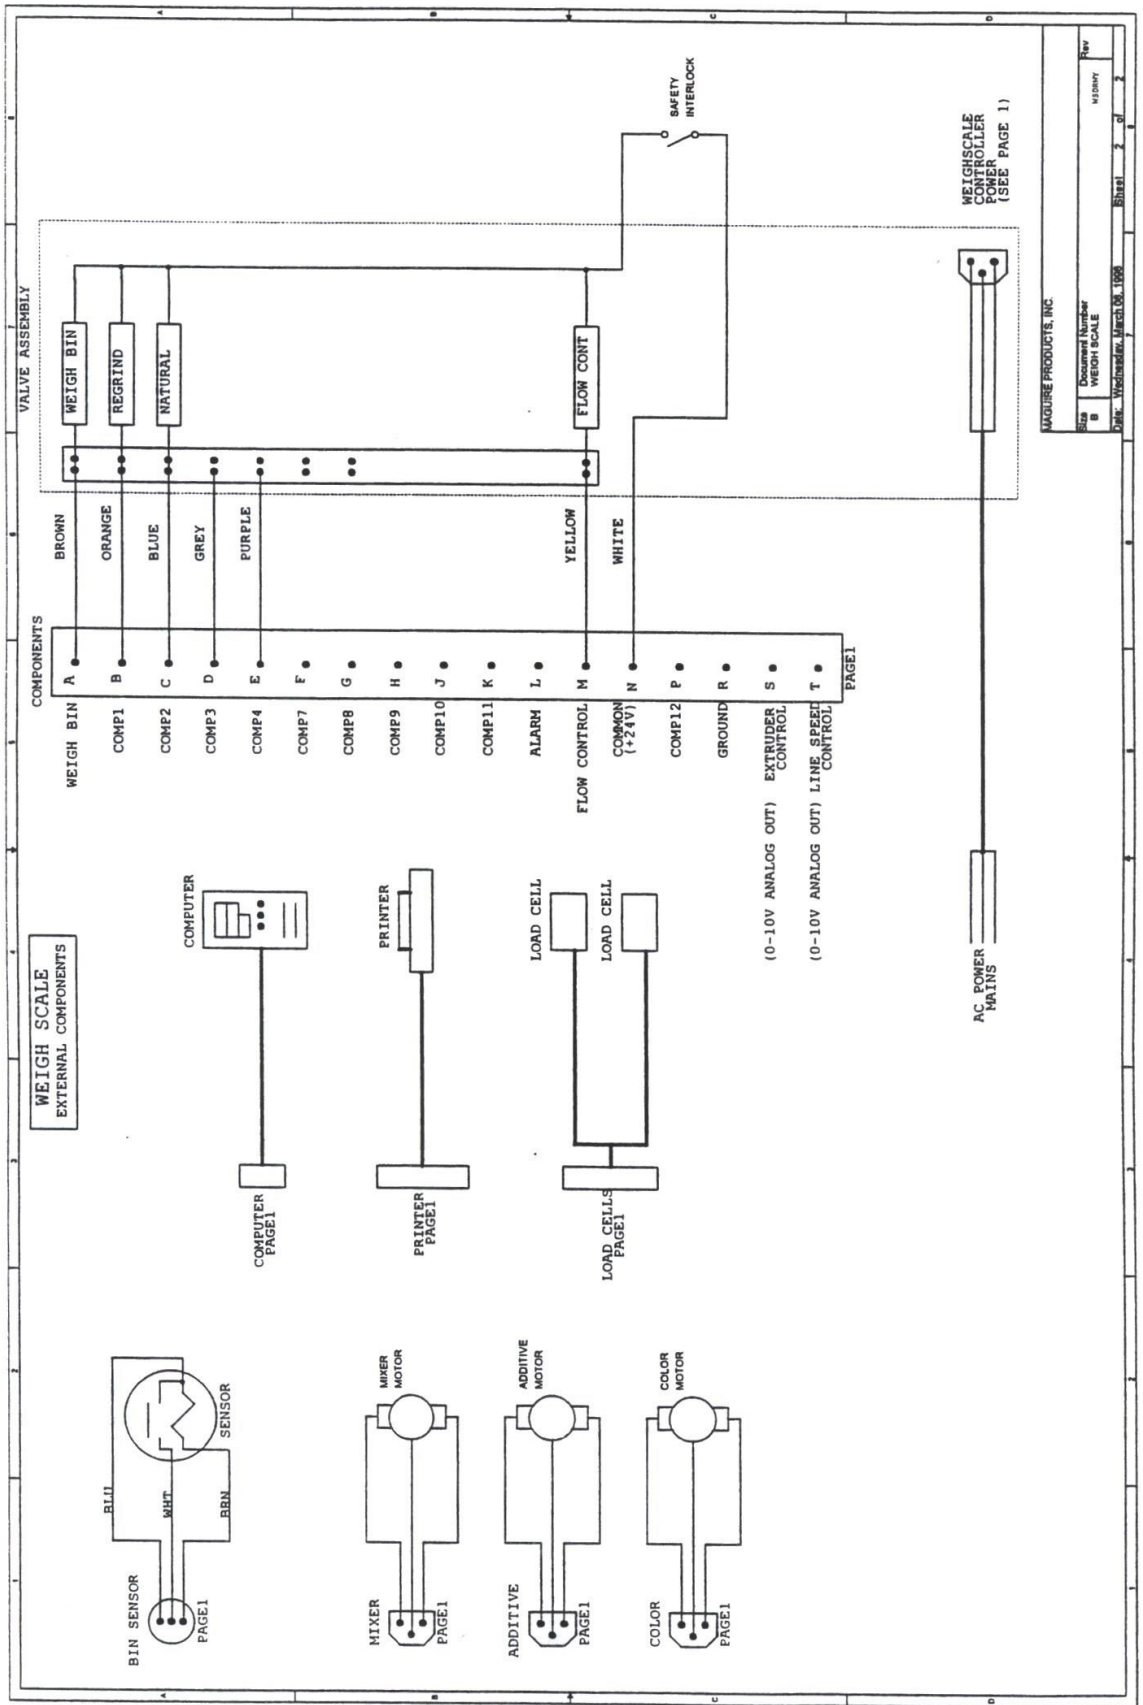 WEIGH SCALE
EXTERNAL COMPONENTS
BIN SENSOR
PAGE1
BLU
WHT
BRN
SENSOR
MIXER
PAGE1
MIXER
MOTOR
ADDITIVE
PAGE1
ADDITIVE
MOTOR
COLOR
PAGE1
COLOR
MOTOR
COMPUTER
PAGE1
COMPUTER
PRINTER
PAGE1
PRINTER
LOAD CELLS
PAGE1
LOAD CELL
LOAD CELL
COMPONENTS
WEIGH BIN A
COMP1 B
COMP2 C
COMP3 D
COMP4 E
COMP7 F
COMP8 G
COMP9 H
COMP10 J
COMP11 K
ALARM L
FLOW CONTROL M
COMMON N
(+24V)
COMP12 P
GROUND R
(0-10V ANALOG OUT) EXTRUDER S
CONTROL
(0-10V ANALOG OUT) LINE SPEED T
CONTROL
PAGE1
BROWN
ORANGE
BLUE
GREY
PURPLE
YELLOW
WHITE
VALVE ASSEMBLY
WEIGH BIN
REGRIND
NATURAL
FLOW CONT
SAFETY
INTERLOCK
AC POWER
MAINS
WEIGHSCALE
CONTROLLER
POWER
(SEE PAGE 1)
MAGUIRE PRODUCTS, INC.
Size
B
Document Number
WEIGH SCALE
Rev
Date: Wednesday, March 06, 1996
Sheet 2 of 2